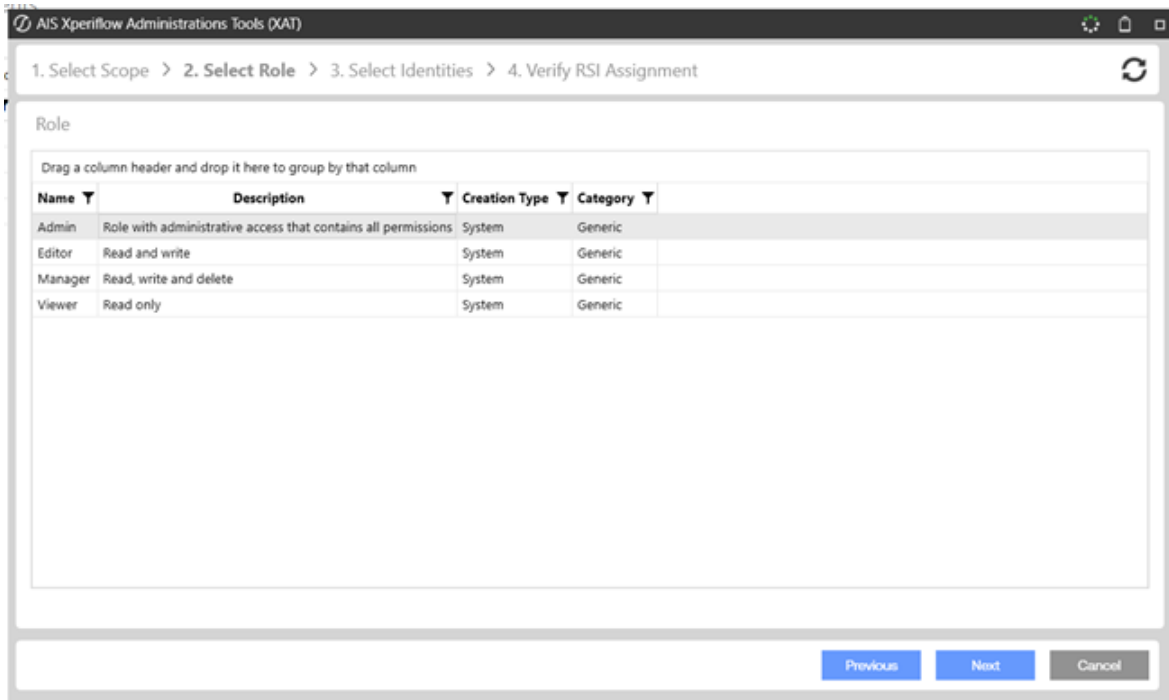 AIS Xperiflow Administrations Tools (XAT)
1. Select Scope > 2. Select Role > 3. Select Identities > 4. Verify RSI Assignment
Role
Drag a column header and drop it here to group by that column
Name Description Creation Type Category
Admin Role with administrative access that contains all permissions System Generic
Editor Read and write System Generic
Manager Read, write and delete System Generic
Viewer Read only System Generic
Previous Next Cancel